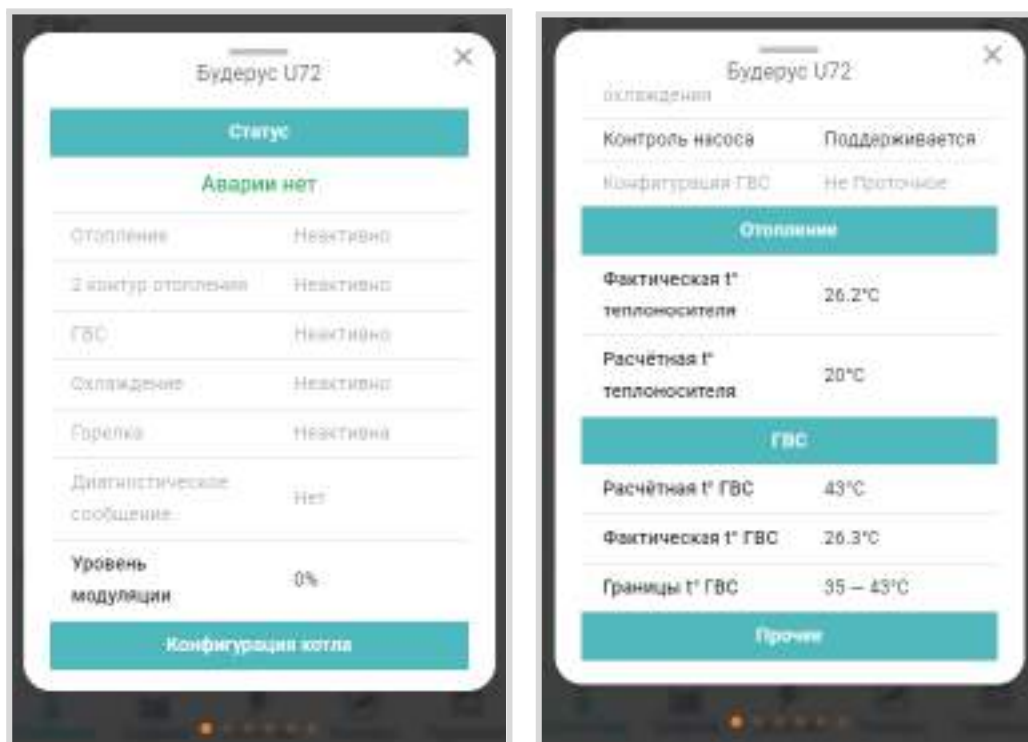 Будерус U72
Статус
Аварии нет
Отопление Неактивно
2 контур отопления Неактивно
ГВС Неактивно
Охлаждение Неактивно
Горелка Неактивна
Диагностическое
сообщение Нет
Уровень
модуляции 0%
Конфигурация котла
Будерус U72
охлаждения
Контроль насоса Поддерживается
Конфигурация ГВС Не Проточное
Отопление
Фактическая t°
теплоносителя 26.2°C
Расчётная t°
теплоносителя 20°C
ГВС
Расчётная t° ГВС 43°C
Фактическая t° ГВС 26.3°C
Границы t° ГВС 35 — 43°C
Прочее